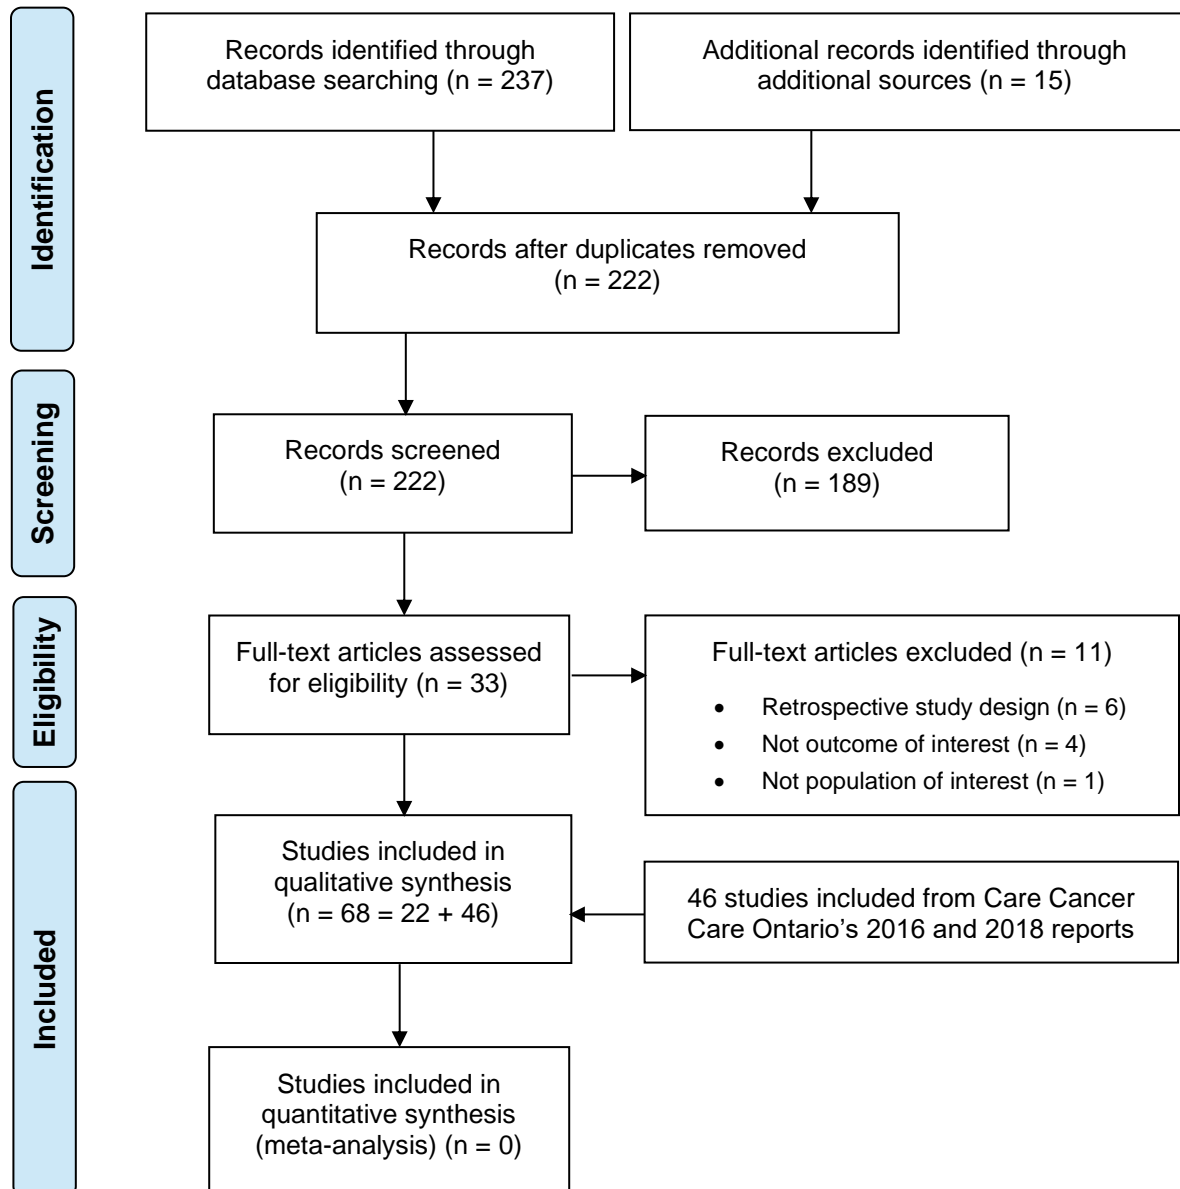 Identification
Records identified through
database searching (n = 237)
Additional records identified through
additional sources (n = 15)
Records after duplicates removed
(n = 222)
Screening
Records screened
(n = 222)
Records excluded
(n = 189)
Eligibility
Full-text articles assessed
for eligibility (n = 33)
Full-text articles excluded (n = 11)
• Retrospective study design (n = 6)
• Not outcome of interest (n = 4)
• Not population of interest (n = 1)
Included
Studies included in
qualitative synthesis
(n = 68 = 22 + 46)
46 studies included from Care Cancer
Care Ontario’s 2016 and 2018 reports
Studies included in
quantitative synthesis
(meta-analysis) (n = 0)